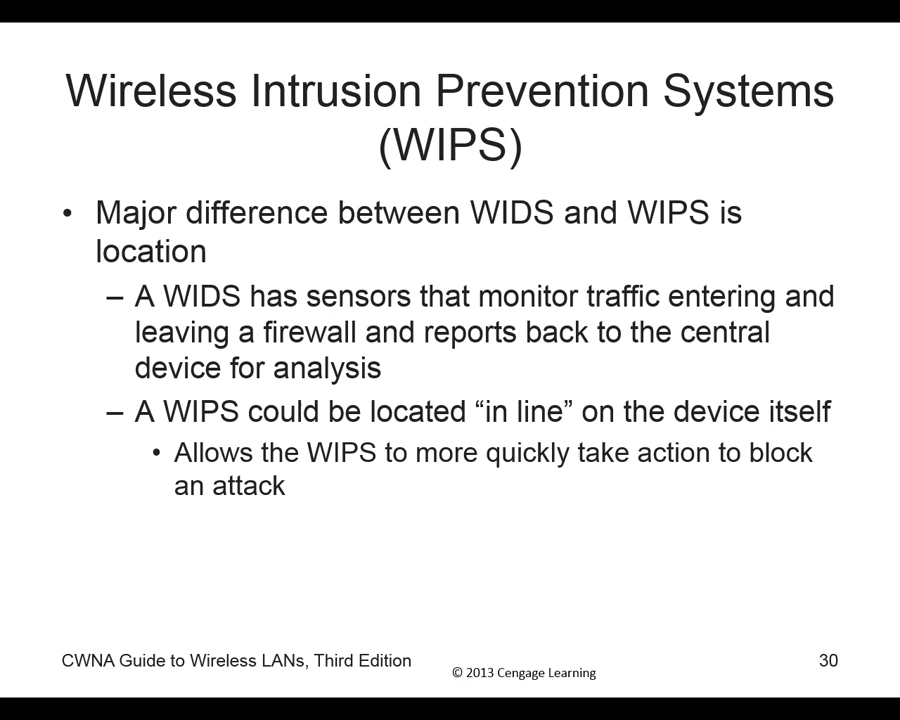 Wireless Intrusion Prevention Systems
(WIPS)
• Major difference between WIDS and WIPS is
location
– A WIDS has sensors that monitor traffic entering and
leaving a firewall and reports back to the central
device for analysis
– A WIPS could be located “in line” on the device itself
• Allows the WIPS to more quickly take action to block
an attack
CWNA Guide to Wireless LANs, Third Edition
© 2013 Cengage Learning
30